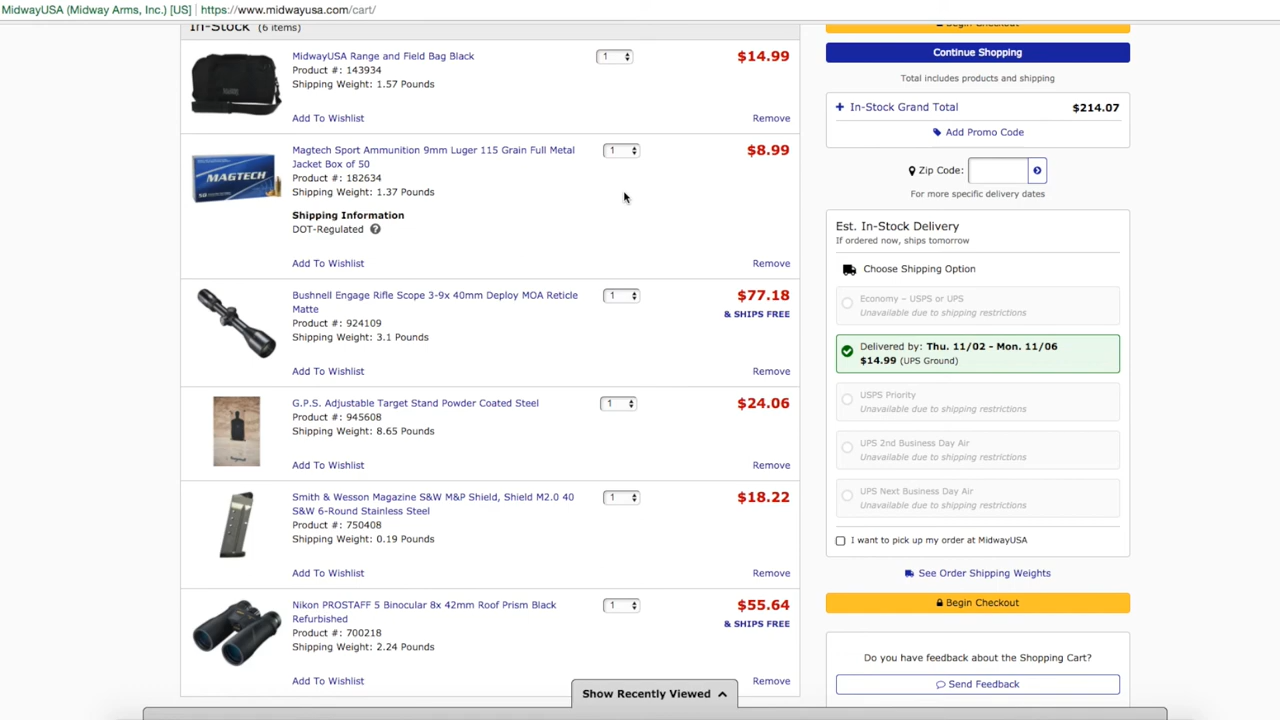 MidwayUSA (Midway Arms, Inc.) [US] | https://www.midwayusa.com/cart/
In-Stock (6 items)
MidwayUSA Range and Field Bag Black
Product #: 143934
Shipping Weight: 1.57 Pounds
Add To Wishlist
1
$14.99
Remove
MAGTECH
Magtech Sport Ammunition 9mm Luger 115 Grain Full Metal
Jacket Box of 50
Product #: 182634
Shipping Weight: 1.37 Pounds
Shipping Information
DOT-Regulated ?
Add To Wishlist
1
$8.99
Remove
Bushnell Engage Rifle Scope 3-9x 40mm Deploy MOA Reticle
Matte
Product #: 924109
Shipping Weight: 3.1 Pounds
Add To Wishlist
1
$77.18
& SHIPS FREE
Remove
G.P.S. Adjustable Target Stand Powder Coated Steel
Product #: 945608
Shipping Weight: 8.65 Pounds
Add To Wishlist
1
$24.06
Remove
Smith & Wesson Magazine S&W M&P Shield, Shield M2.0 40
S&W 6-Round Stainless Steel
Product #: 750408
Shipping Weight: 0.19 Pounds
Add To Wishlist
1
$18.22
Remove
Nikon PROSTAFF 5 Binocular 8x 42mm Roof Prism Black
Refurbished
Product #: 700218
Shipping Weight: 2.24 Pounds
Add To Wishlist
1
$55.64
& SHIPS FREE
Remove
Show Recently Viewed
Begin Checkout
Continue Shopping
Total includes products and shipping
+ In-Stock Grand Total $214.07
Add Promo Code
Zip Code:
For more specific delivery dates
Est. In-Stock Delivery
If ordered now, ships tomorrow
Choose Shipping Option
Economy – USPS or UPS
Unavailable due to shipping restrictions
Delivered by: Thu. 11/02 - Mon. 11/06
$14.99 (UPS Ground)
USPS Priority
Unavailable due to shipping restrictions
UPS 2nd Business Day Air
Unavailable due to shipping restrictions
UPS Next Business Day Air
Unavailable due to shipping restrictions
I want to pick up my order at MidwayUSA
See Order Shipping Weights
Begin Checkout
Do you have feedback about the Shopping Cart?
Send Feedback